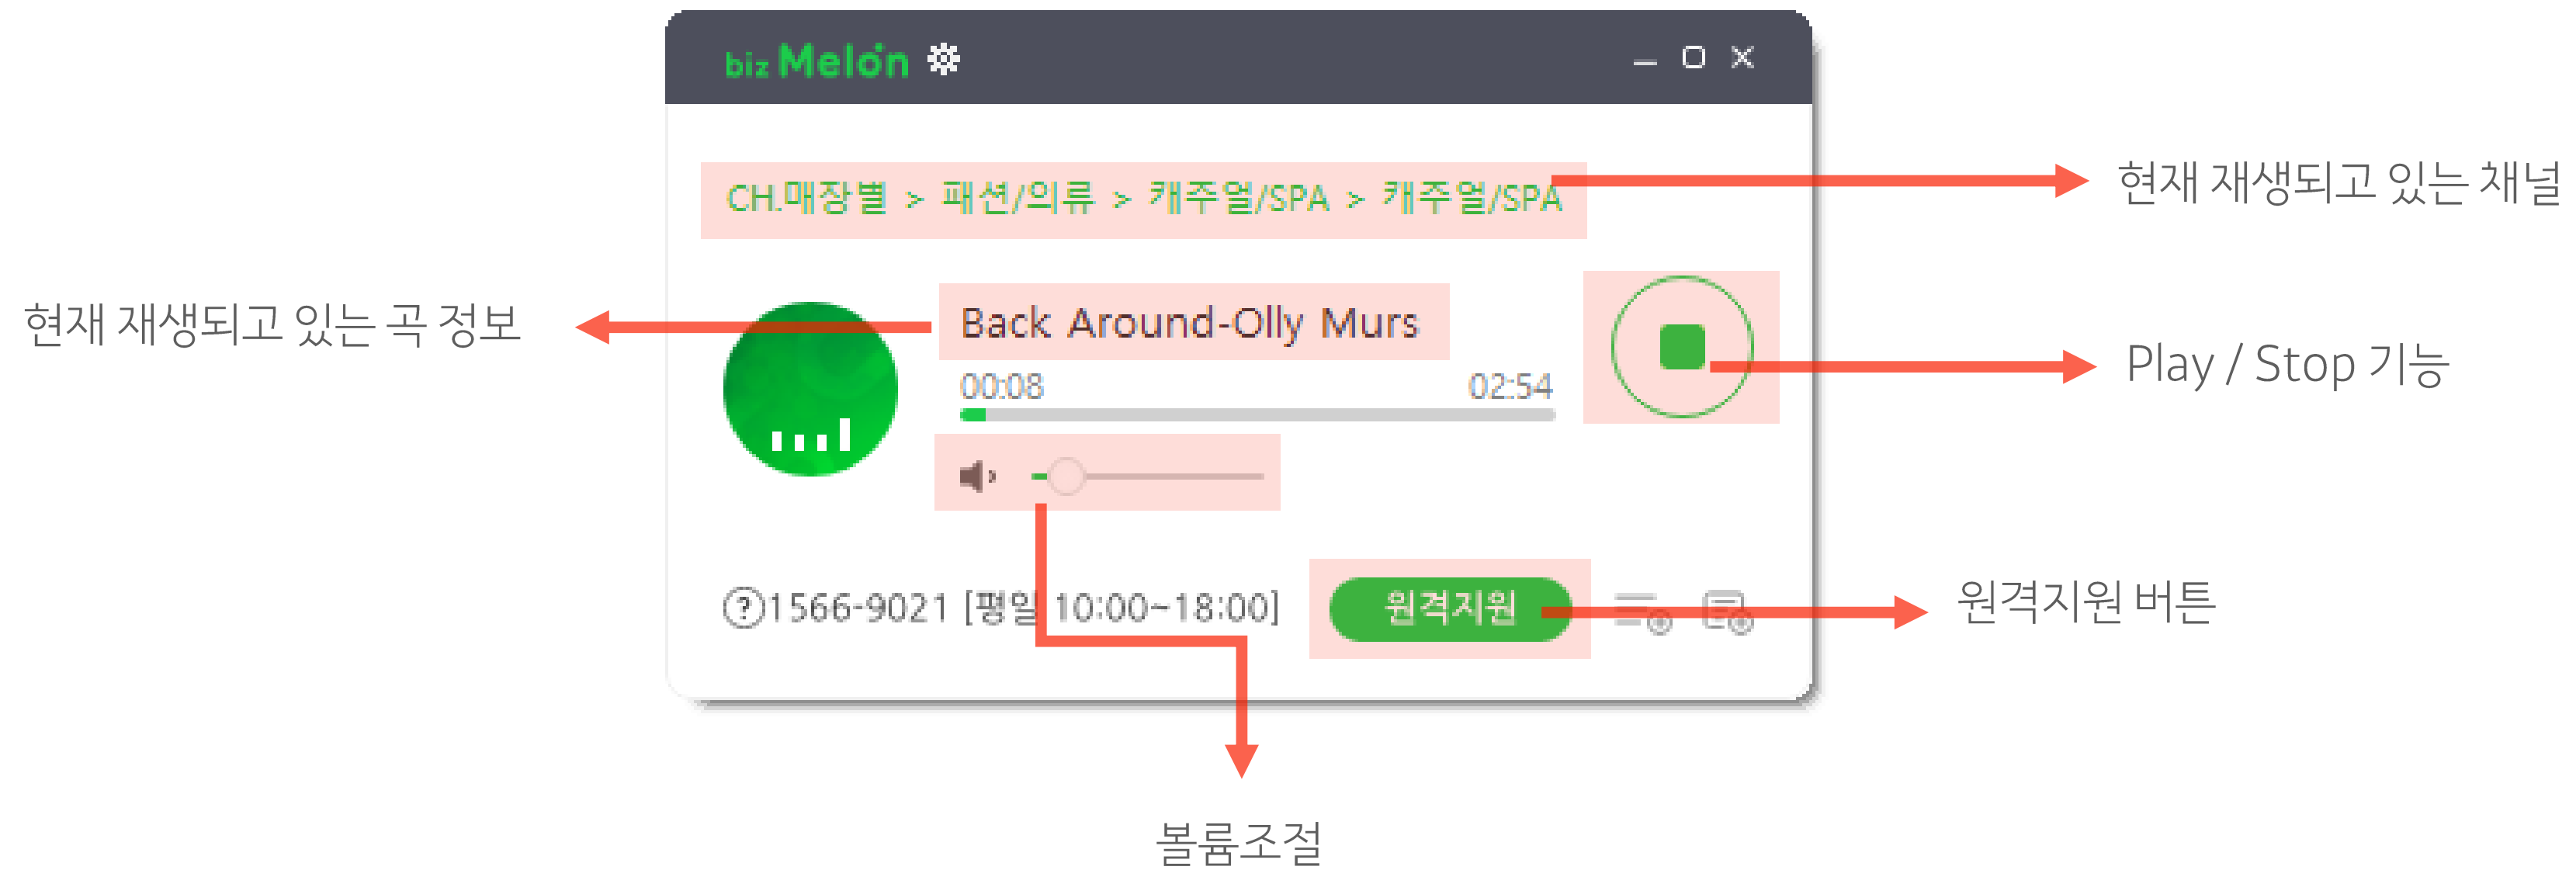 biz Melon
CH.매장별 > 패션/의류 > 캐주얼/SPA > 캐주얼/SPA
현재 재생되고 있는 채널
현재 재생되고 있는 곡 정보
Back Around-Olly Murs
00:08 02:54
Play / Stop 기능
?1566-9021 [평일 10:00~18:00]
원격지원
원격지원 버튼
볼륨조절